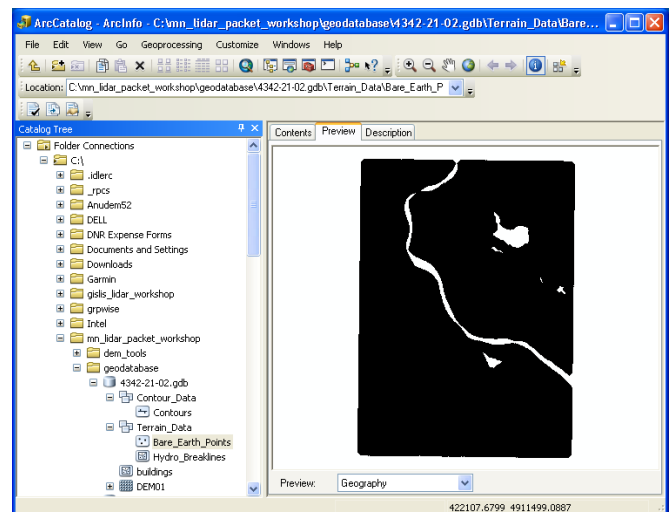 ArcCatalog - ArcInfo - C:\mn_lidar_packet_workshop\geodatabase\4342-21-02.gdb\Terrain_Data\Bare...
File Edit View Go Geoprocessing Customize Windows Help
Location: C:\mn_lidar_packet_workshop\geodatabase\4342-21-02.gdb\Terrain_Data\Bare_Earth_P
Catalog Tree
Contents Preview Description
Folder Connections
C:\
.idlerc
_rpcs
Anudem52
DELL
DNR Expense Forms
Documents and Settings
Downloads
Garmin
gislis_lidar_workshop
grpwise
Intel
mn_lidar_packet_workshop
dem_tools
geodatabase
4342-21-02.gdb
Contour_Data
Contours
Terrain_Data
Bare_Earth_Points
Hydro_Breaklines
buildings
DEM01
Preview: Geography
422107.6799 4911499.0887